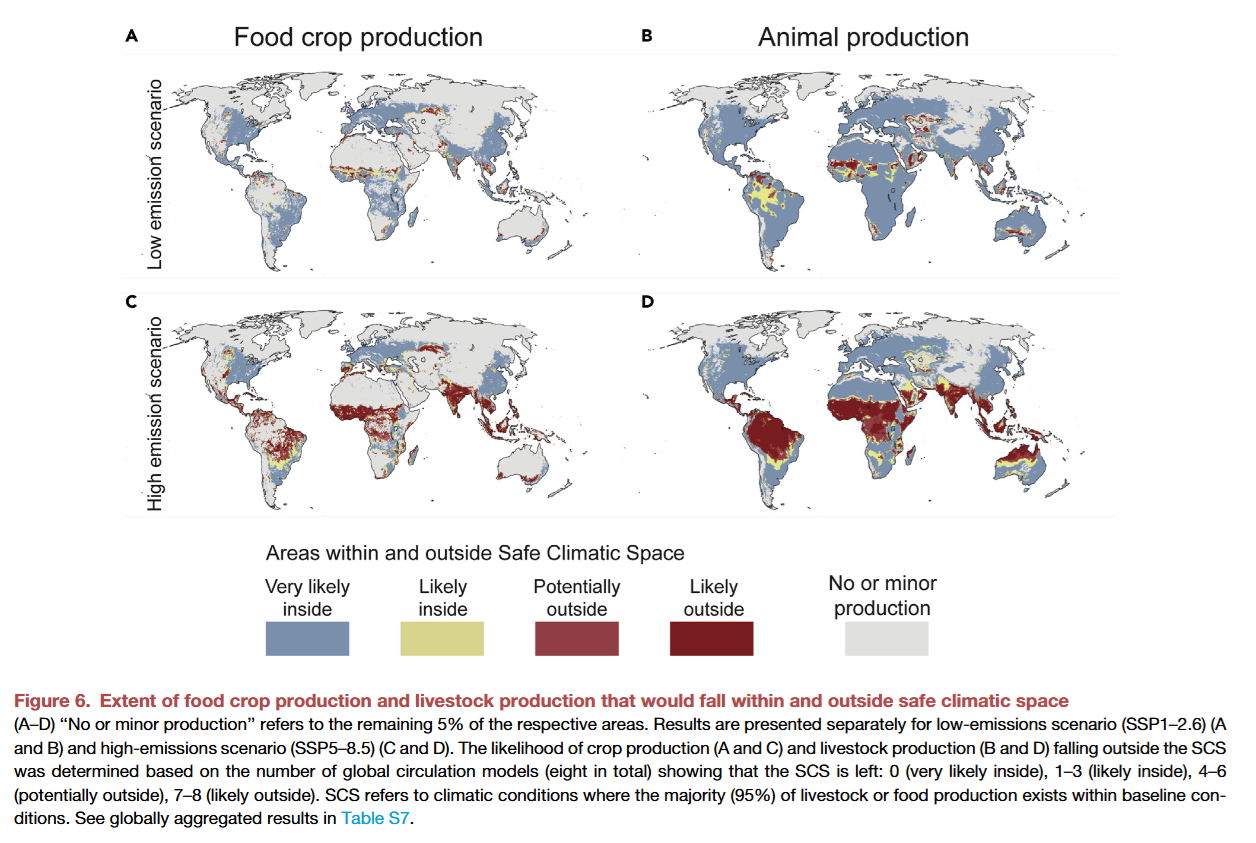 A
Food crop production
B
Animal production
Low emission scenario
C
D
High emission scenario
Areas within and outside Safe Climatic Space
Very likely
inside
Likely
inside
Potentially
outside
Likely
outside
No or minor
production
Figure 6. Extent of food crop production and livestock production that would fall within and outside safe climatic space
(A–D) “No or minor production” refers to the remaining 5% of the respective areas. Results are presented separately for low-emissions scenario (SSP1–2.6) (A
and B) and high-emissions scenario (SSP5–8.5) (C and D). The likelihood of crop production (A and C) and livestock production (B and D) falling outside the SCS
was determined based on the number of global circulation models (eight in total) showing that the SCS is left: 0 (very likely inside), 1–3 (likely inside), 4–6
(potentially outside), 7–8 (likely outside). SCS refers to climatic conditions where the majority (95%) of livestock or food production exists within baseline con-
ditions. See globally aggregated results in Table S7.